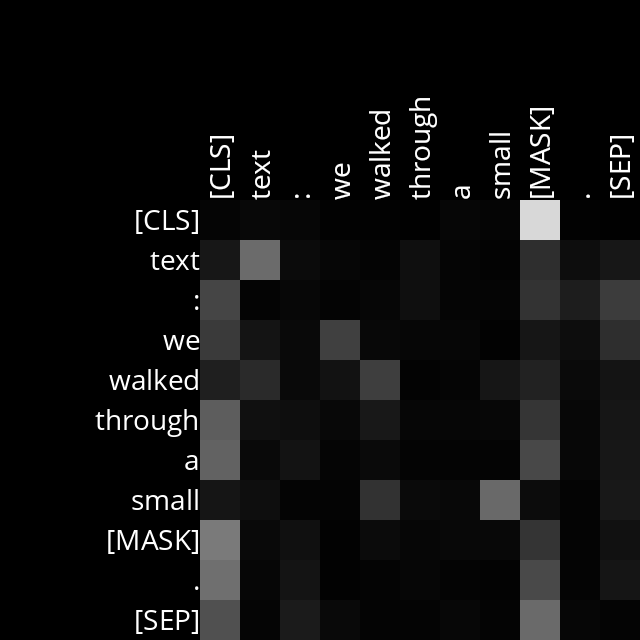 [CLS] text : we walked through a small [MASK] . [SEP]
[CLS]
text
:
we
walked
through
a
small
[MASK]
.
[SEP]